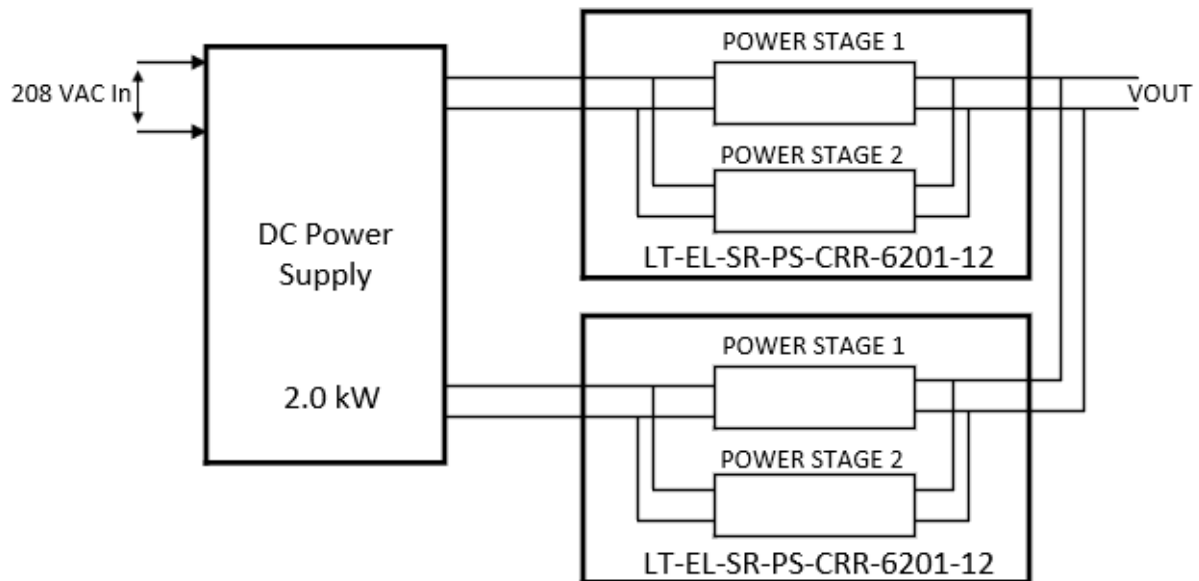 POWER STAGE 1
208 VAC In
VOUT
POWER STAGE 2
DC Power
Supply
LT-EL-SR-PS-CRR-6201-12
POWER STAGE 1
2.0 kW
POWER STAGE 2
LT-EL-SR-PS-CRR-6201-12